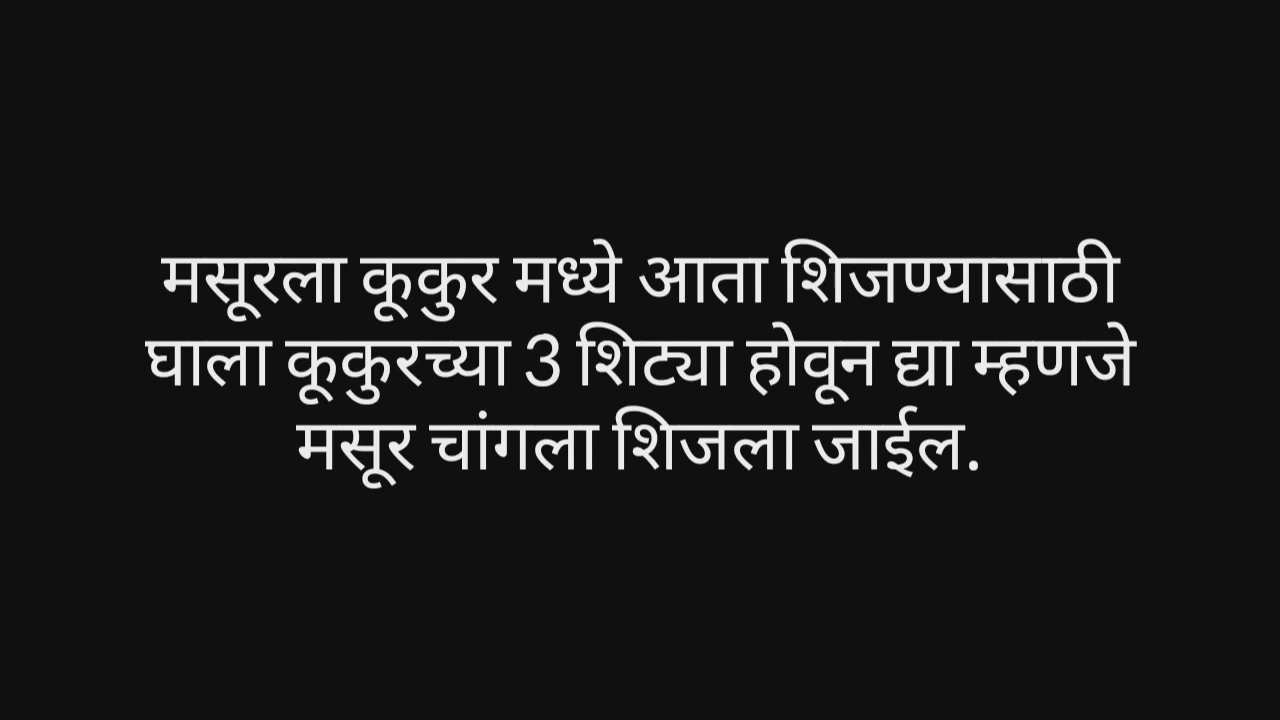 मसूरला कूकुर मध्ये आता शिजण्यासाठी
घाला कूकुरच्या 3 शिट्या होवून द्या म्हणजे
मसूर चांगला शिजला जाईल.